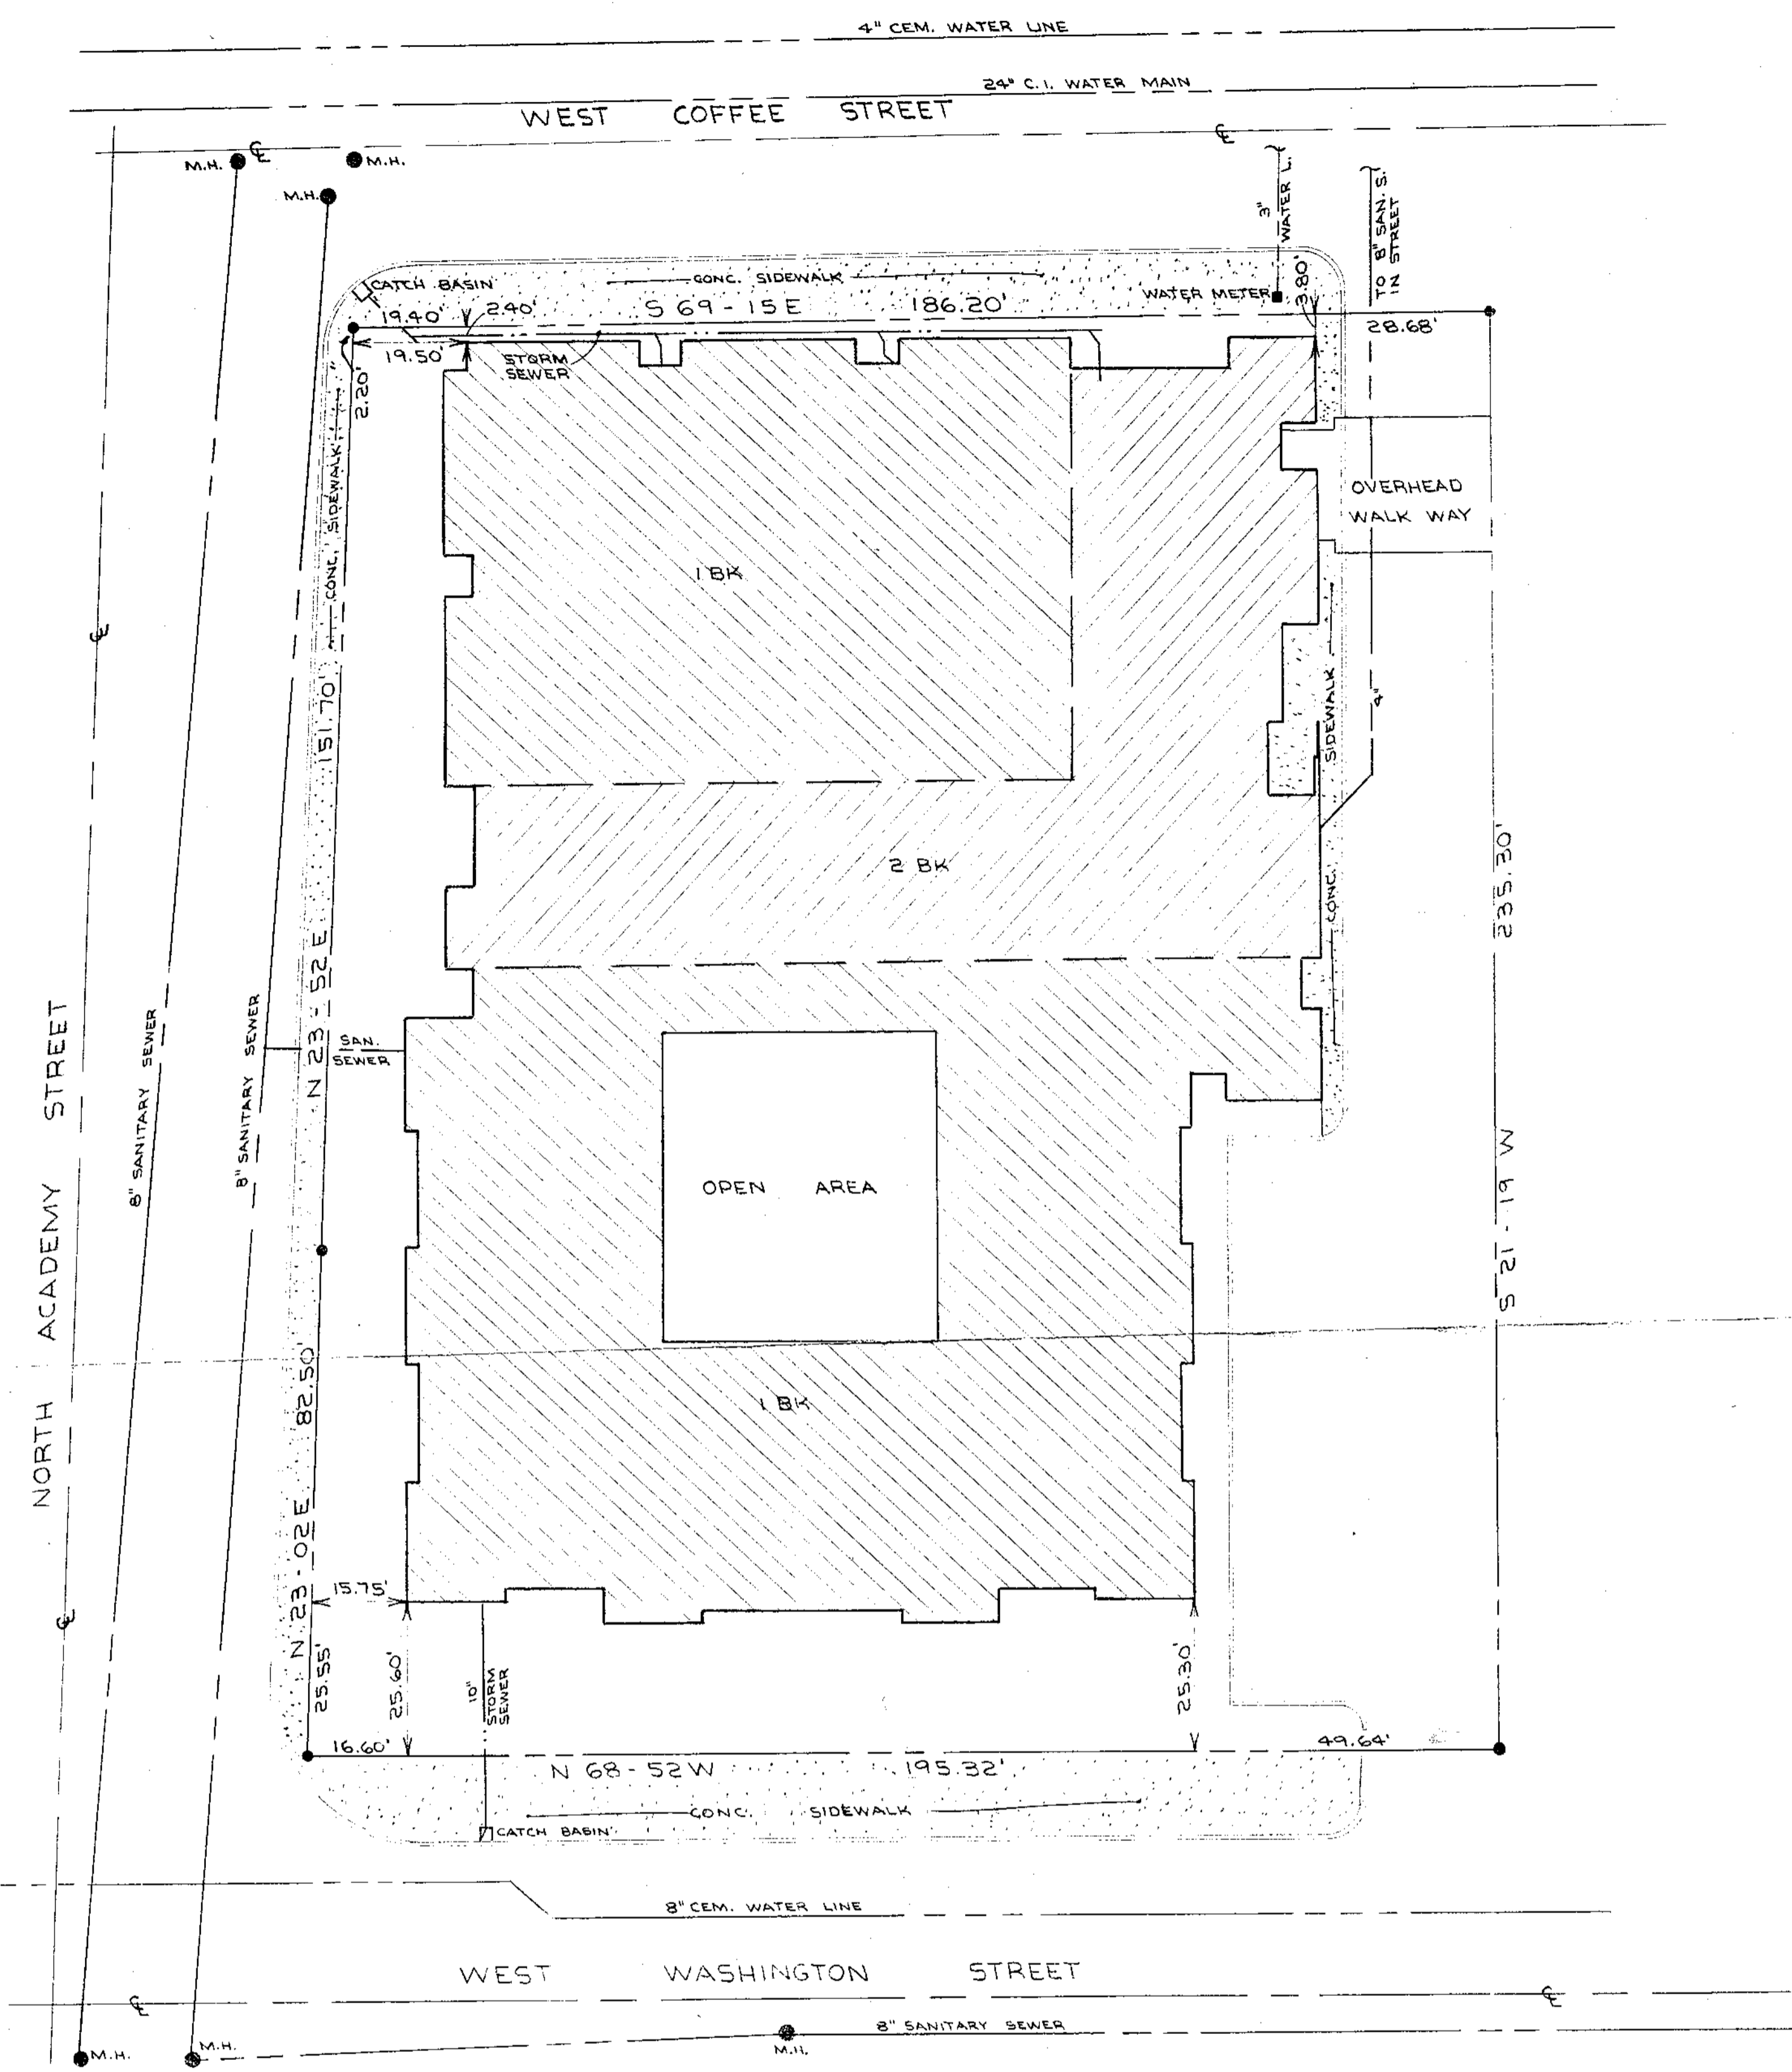 4" CEM. WATER LINE
24" C.I. WATER MAIN
WEST COFFEE STREET
℄
℄
M.H.
M.H.
M.H.
3"
WATER L.
TO 8" SAN. S.
IN STREET
CATCH BASIN
CONC. SIDEWALK
WATER METER
3.80'
19.40'
2.40'
S 69-15 E 186.20'
28.68'
19.50'
STORM
SEWER
2.20'
CONC. SIDEWALK
OVERHEAD
WALK WAY
1 BK
℄
151.70'
N 23-52 E
4"
CONC. SIDEWALK
2 BK
235.30'
S 21-19 W
NORTH ACADEMY STREET
8" SANITARY SEWER
8" SANITARY SEWER
SAN.
SEWER
OPEN AREA
82.50'
N 23-02 E
1 BK
15.75'
℄
25.55'
25.60'
10"
STORM
SEWER
25.30'
16.60'
49.64'
N 68-52 W 195.32'
CONC. SIDEWALK
CATCH BASIN
8" CEM. WATER LINE
WEST WASHINGTON STREET
℄
℄
8" SANITARY SEWER
M.H.
M.H.
M.H.